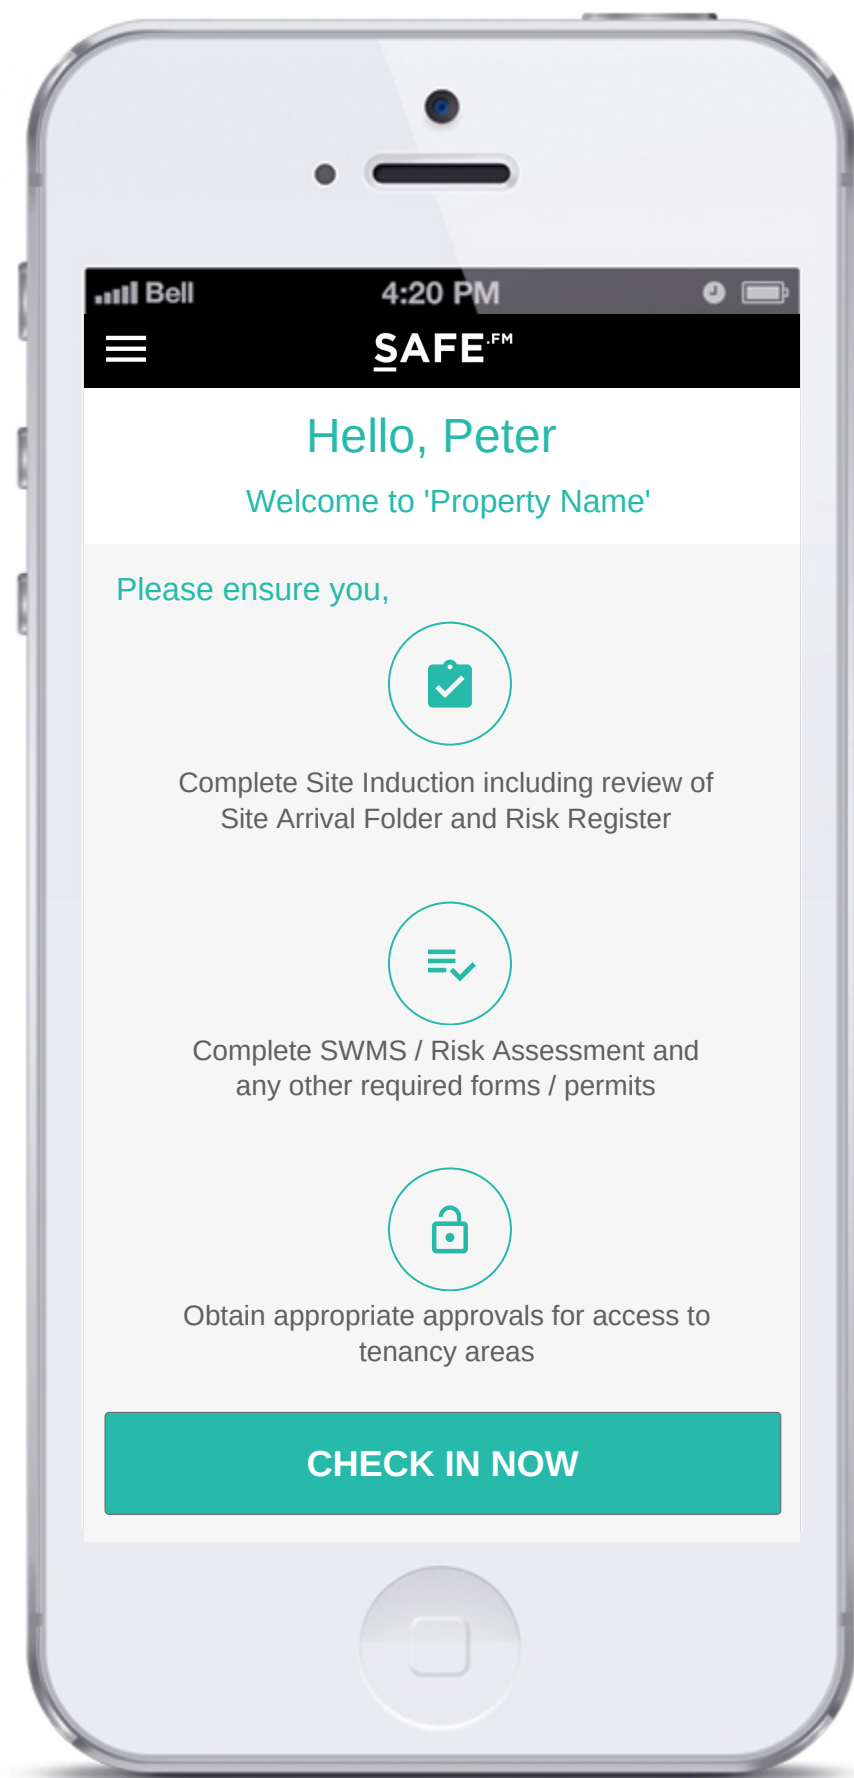 Bell
4:20 PM
SAFE.FM
Hello, Peter
Welcome to 'Property Name'
Please ensure you,
Complete Site Induction including review of
Site Arrival Folder and Risk Register
Complete SWMS / Risk Assessment and
any other required forms / permits
Obtain appropriate approvals for access to
tenancy areas
CHECK IN NOW